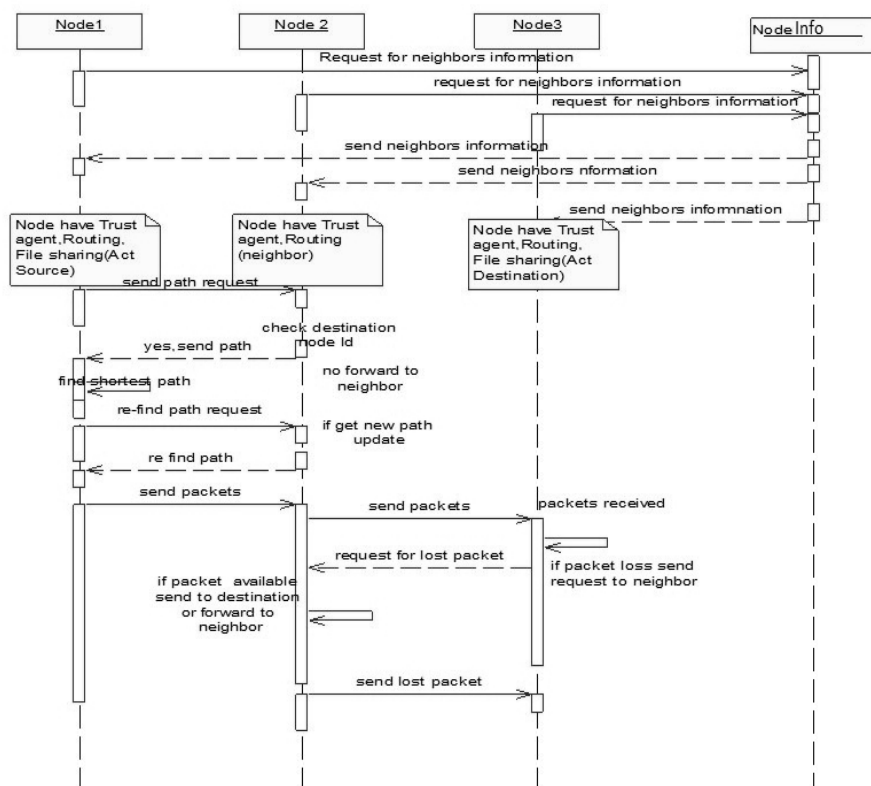 Node1
Node 2
Node3
Node Info
Request for neighbors information
request for neighbors information
request for neighbors information
send neighbors information
send neighbors nformation
send neighbors informnation
Node have Trust
agent,Routing,
File sharing(Act
Source)
Node have Trust
agent,Routing
(neighbor)
Node have Trust
agent,Routing,
File sharing(Act
Destination)
send path request
check destination
node Id
yes,send path
no forward to
neighbor
find shortest path
re-find path request
if get new path
update
re find path
send packets
send packets
packets received
request for lost packet
if packet loss send
request to neighbor
if packet available
send to destination
or forward to
neighbor
send lost packet